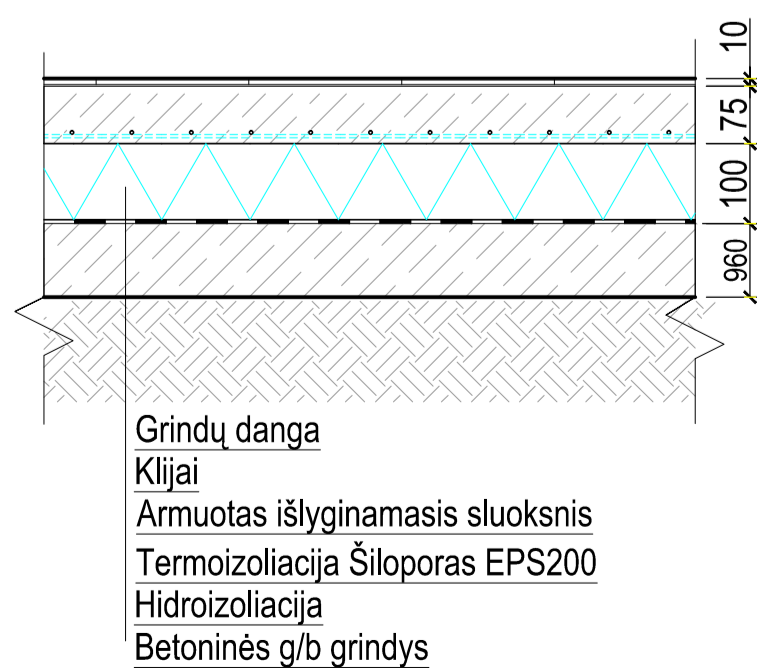 10
75
100
960
Grindų danga
Klijai
Armuotas išlyginamasis sluoksnis
Termoizoliacija Šiloporas EPS200
Hidroizoliacija
Betoninės g/b grindys